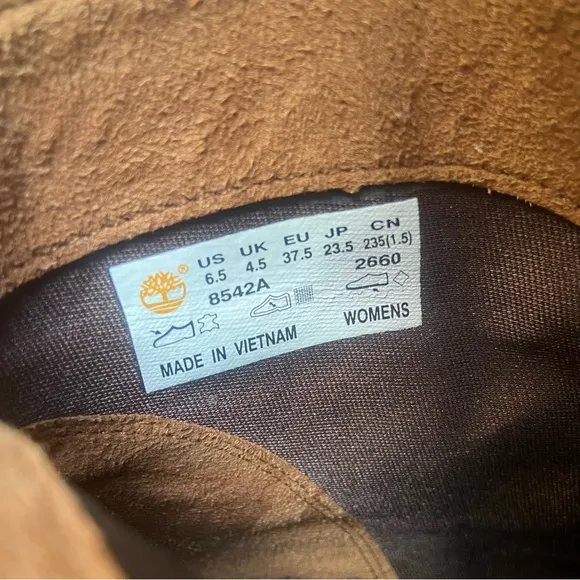 US UK EU JP CN
6.5 4.5 37.5 23.5 235(1.5)
8542A 2660
WOMENS
MADE IN VIETNAM
®